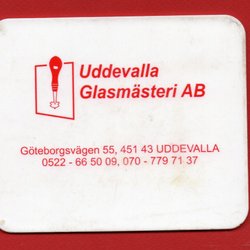 Uddevalla
Glasmästeri AB
Göteborgsvägen 55, 451 43 UDDEVALLA
0522 - 66 50 09, 070 - 779 71 37